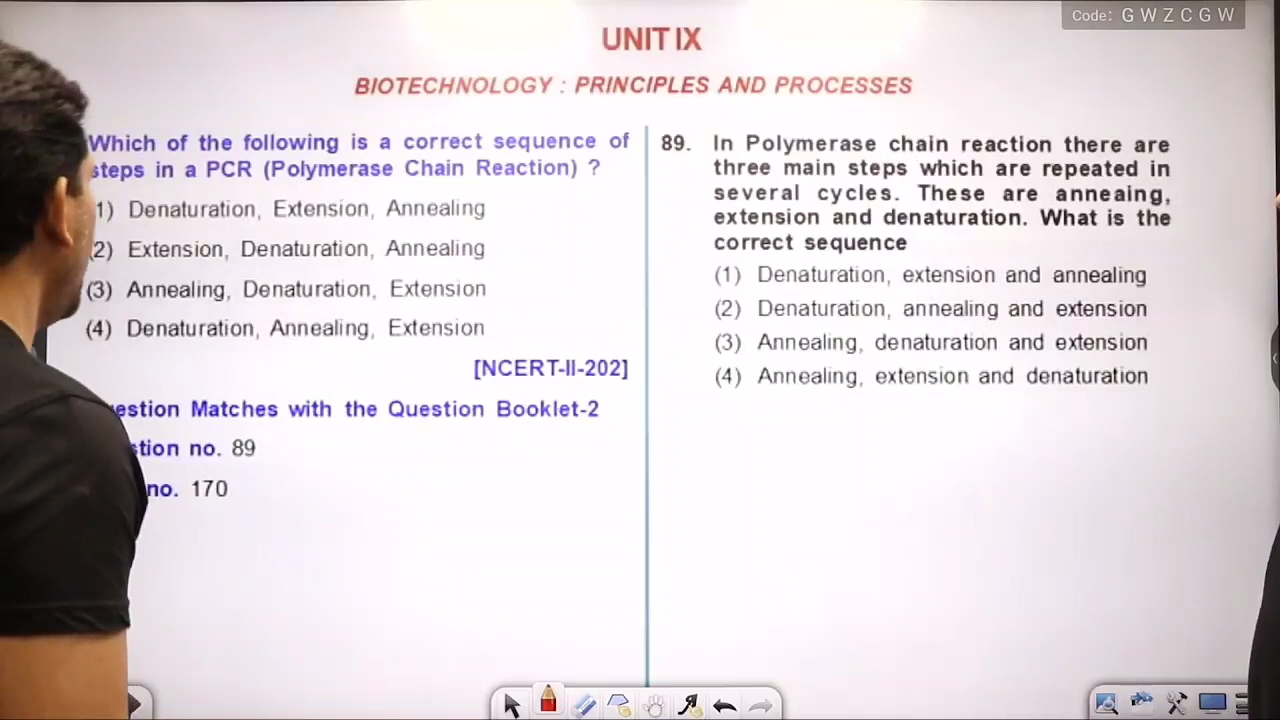 Code: G W Z C G W
UNIT IX
BIOTECHNOLOGY : PRINCIPLES AND PROCESSES
Which of the following is a correct sequence of
steps in a PCR (Polymerase Chain Reaction) ?
1) Denaturation, Extension, Annealing
(2) Extension, Denaturation, Annealing
(3) Annealing, Denaturation, Extension
(4) Denaturation, Annealing, Extension
[NCERT-II-202]
Matches with the Question Booklet-2
no. 89
no. 170
89. In Polymerase chain reaction there are
three main steps which are repeated in
several cycles. These are anneaing,
extension and denaturation. What is the
correct sequence
(1) Denaturation, extension and annealing
(2) Denaturation, annealing and extension
(3) Annealing, denaturation and extension
(4) Annealing, extension and denaturation